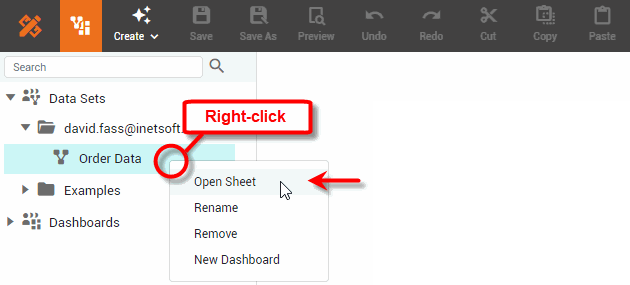 Create
Save
Save As
Preview
Undo
Redo
Cut
Copy
Paste
Search
Data Sets
david.fass@inetsoft.
Right-click
Order Data
Open Sheet
Examples
Rename
Dashboards
Remove
New Dashboard